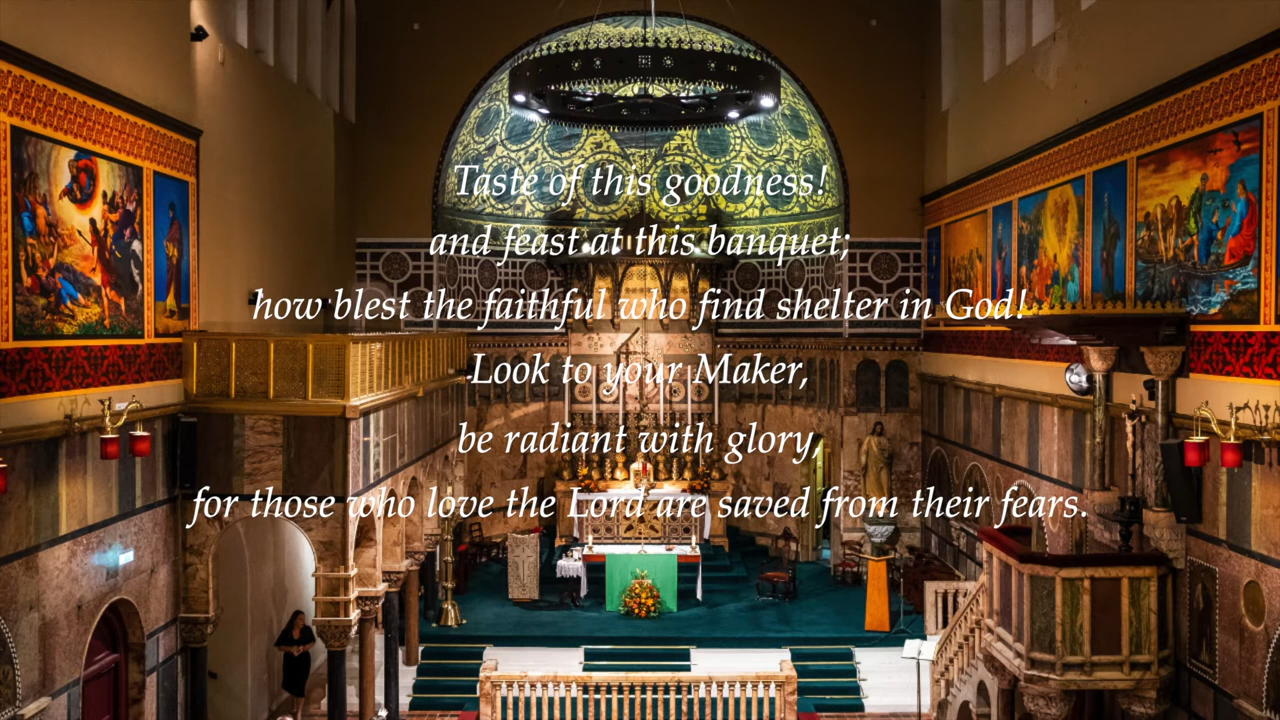 Taste of this goodness!
and feast at this banquet;
how blest the faithful who find shelter in God!
Look to your Maker,
be radiant with glory,
for those who love the Lord are saved from their fears.